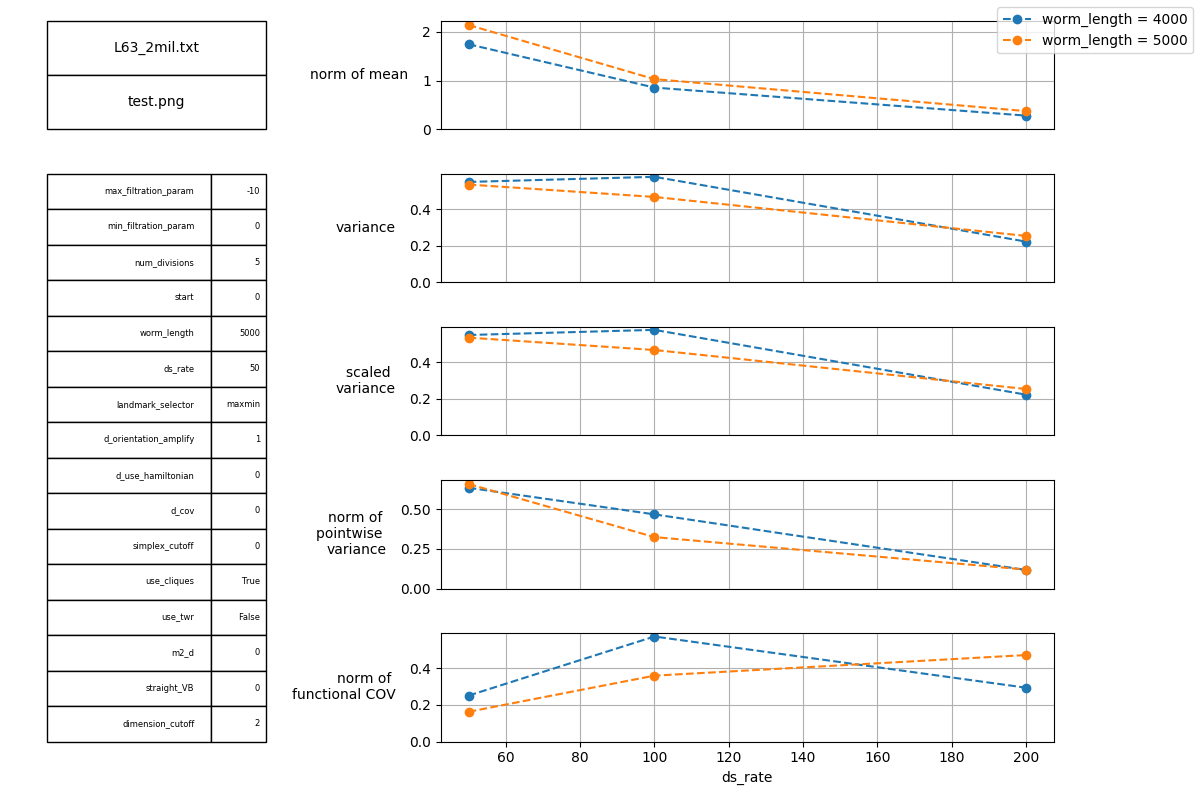 L63_2mil.txt
test.png
max_filtration_param -10
min_filtration_param 0
num_divisions 5
start 0
worm_length 5000
ds_rate 50
landmark_selector maxmin
d_orientation_amplify 1
d_use_hamiltonian 0
d_cov 0
simplex_cutoff 0
use_cliques True
use_twr False
m2_d 0
straight_VB 0
dimension_cutoff 2
worm_length = 4000
worm_length = 5000
norm of mean
2
1
0
variance
0.4
0.2
0.0
scaled
variance
0.4
0.2
0.0
norm of
pointwise
variance
0.50
0.25
0.00
norm of
functional COV
0.4
0.2
0.0
60 80 100 120 140 160 180 200
ds_rate